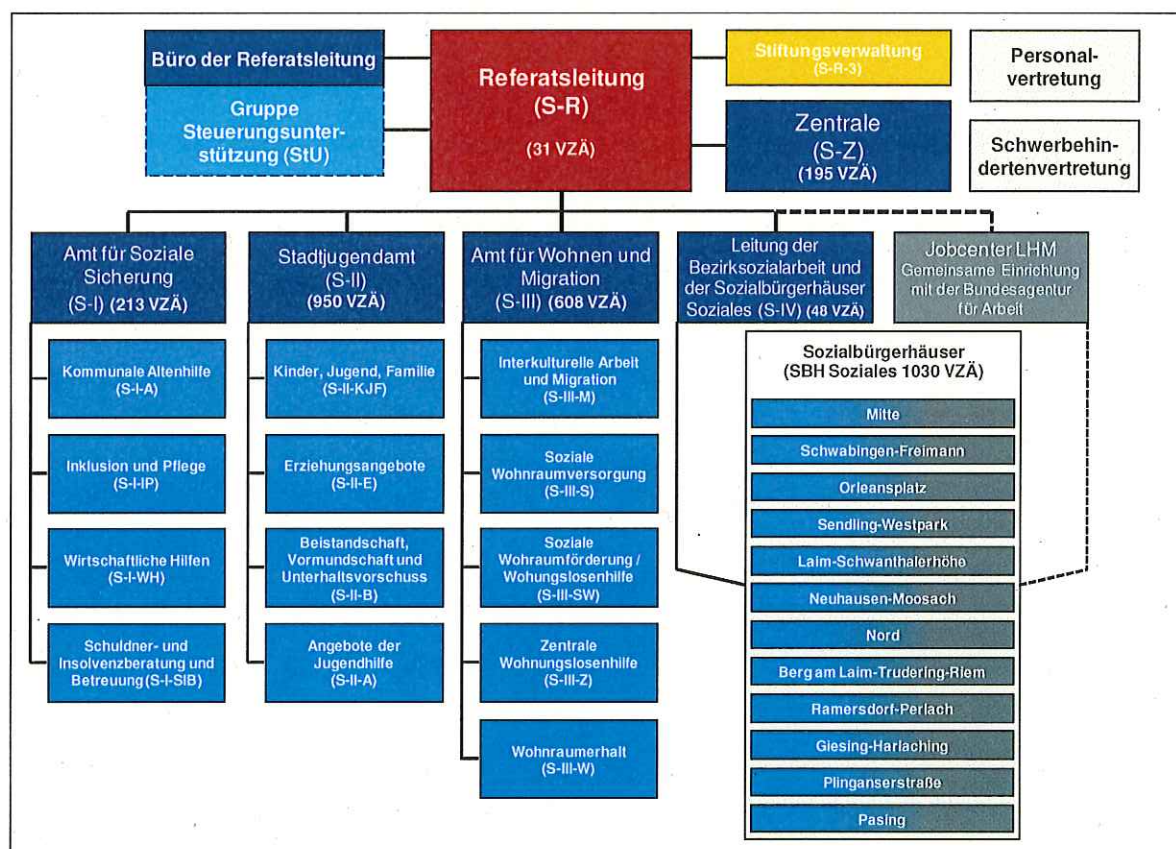 Büro der Referatsleitung
Gruppe
Steuerungsunter-
stützung (StU)
Referatsleitung
(S-R)
(31 VZÄ)
Stiftungsverwaltung
(S-R-3)
Zentrale
(S-Z)
(195 VZÄ)
Personal-
vertretung
Schwerbehin-
dertenvertretung
Amt für Soziale
Sicherung
(S-I) (213 VZÄ)
Kommunale Altenhilfe
(S-I-A)
Inklusion und Pflege
(S-I-IP)
Wirtschaftliche Hilfen
(S-I-WH)
Schuldner- und
Insolvenzberatung und
Betreuung (S-I-SIB)
Stadtjugendamt
(S-II)
(950 VZÄ)
Kinder, Jugend, Familie
(S-II-KJF)
Erziehungsangebote
(S-II-E)
Beistandschaft,
Vormundschaft und
Unterhaltsvorschuss
(S-II-B)
Angebote der
Jugendhilfe
(S-II-A)
Amt für Wohnen und
Migration
(S-III) (608 VZÄ)
Interkulturelle Arbeit
und Migration
(S-III-M)
Soziale
Wohnraumversorgung
(S-III-S)
Soziale
Wohraumförderung /
Wohungslosenhilfe
(S-III-SW)
Zentrale
Wohnungslosenhilfe
(S-III-Z)
Wohnraumerhalt
(S-III-W)
Leitung der
Bezirksozialarbeit und
der Sozialbürgerhäuser
Soziales (S-IV) (48 VZÄ)
Jobcenter LHM
Gemeinsame Einrichtung
mit der Bundesagentur
für Arbeit
Sozialbürgerhäuser
(SBH Soziales 1030 VZÄ)
Mitte
Schwabingen-Freimann
Orleansplatz
Sendling-Westpark
Laim-Schwanthalerhöhe
Neuhausen-Moosach
Nord
Berg am Laim-Trudering-Riem
Ramersdorf-Perlach
Giesing-Harlaching
Plinganserstraße
Pasing